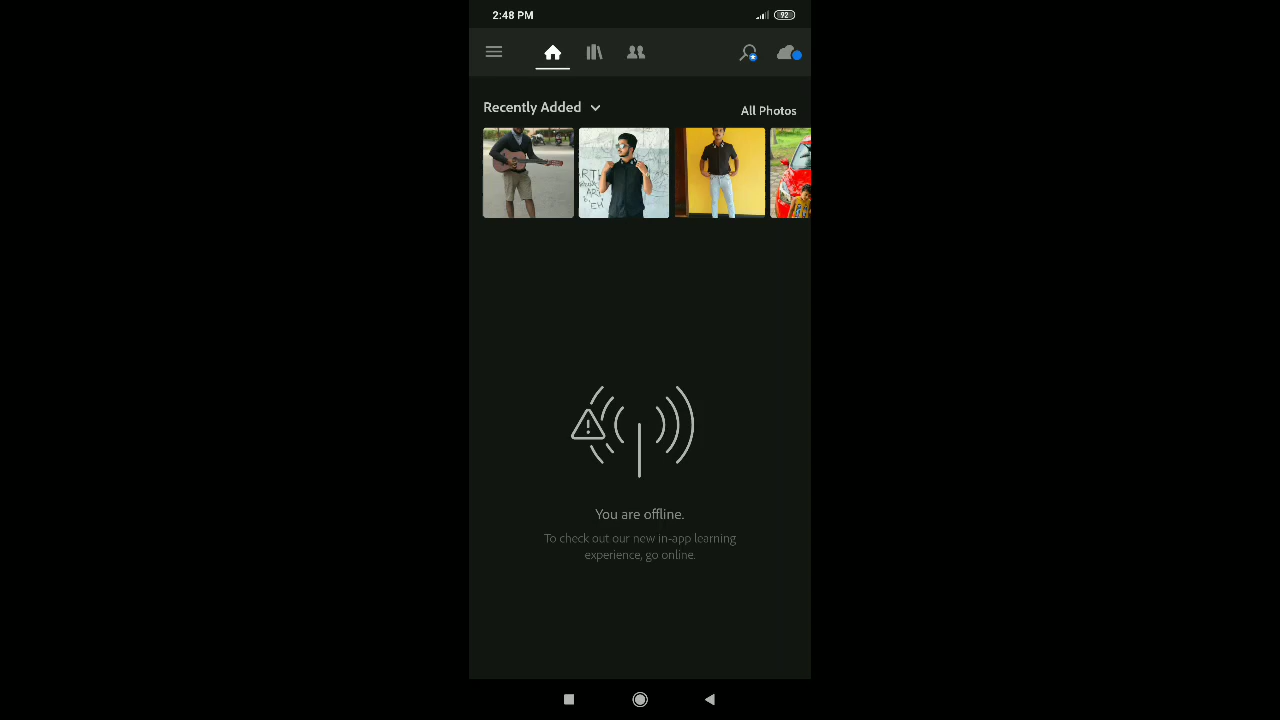 2:48 PM
92
Recently Added
All Photos
You are offline.
To check out our new in-app learning
experience, go online.